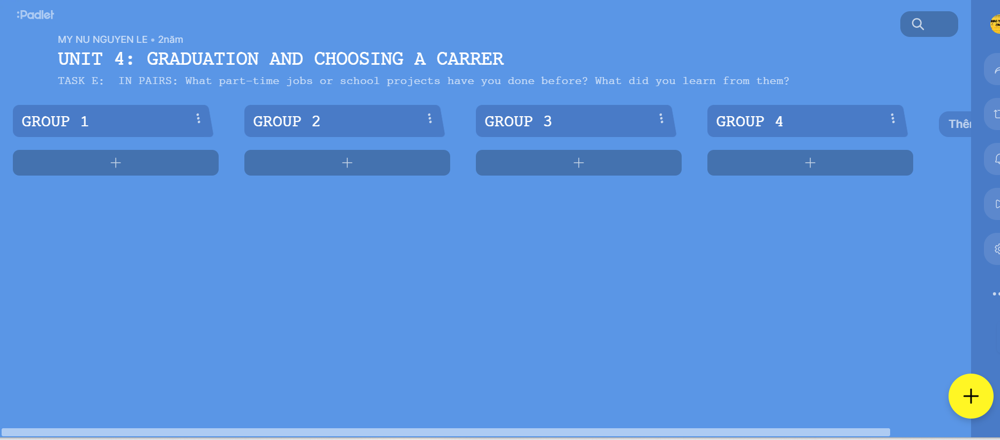 :Padlet
MY NU NGUYEN LE • 2năm
UNIT 4: GRADUATION AND CHOOSING A CARRER
TASK E:  IN PAIRS: What part-time jobs or school projects have you done before? What did you learn from them?
GROUP 1
GROUP 2
GROUP 3
GROUP 4